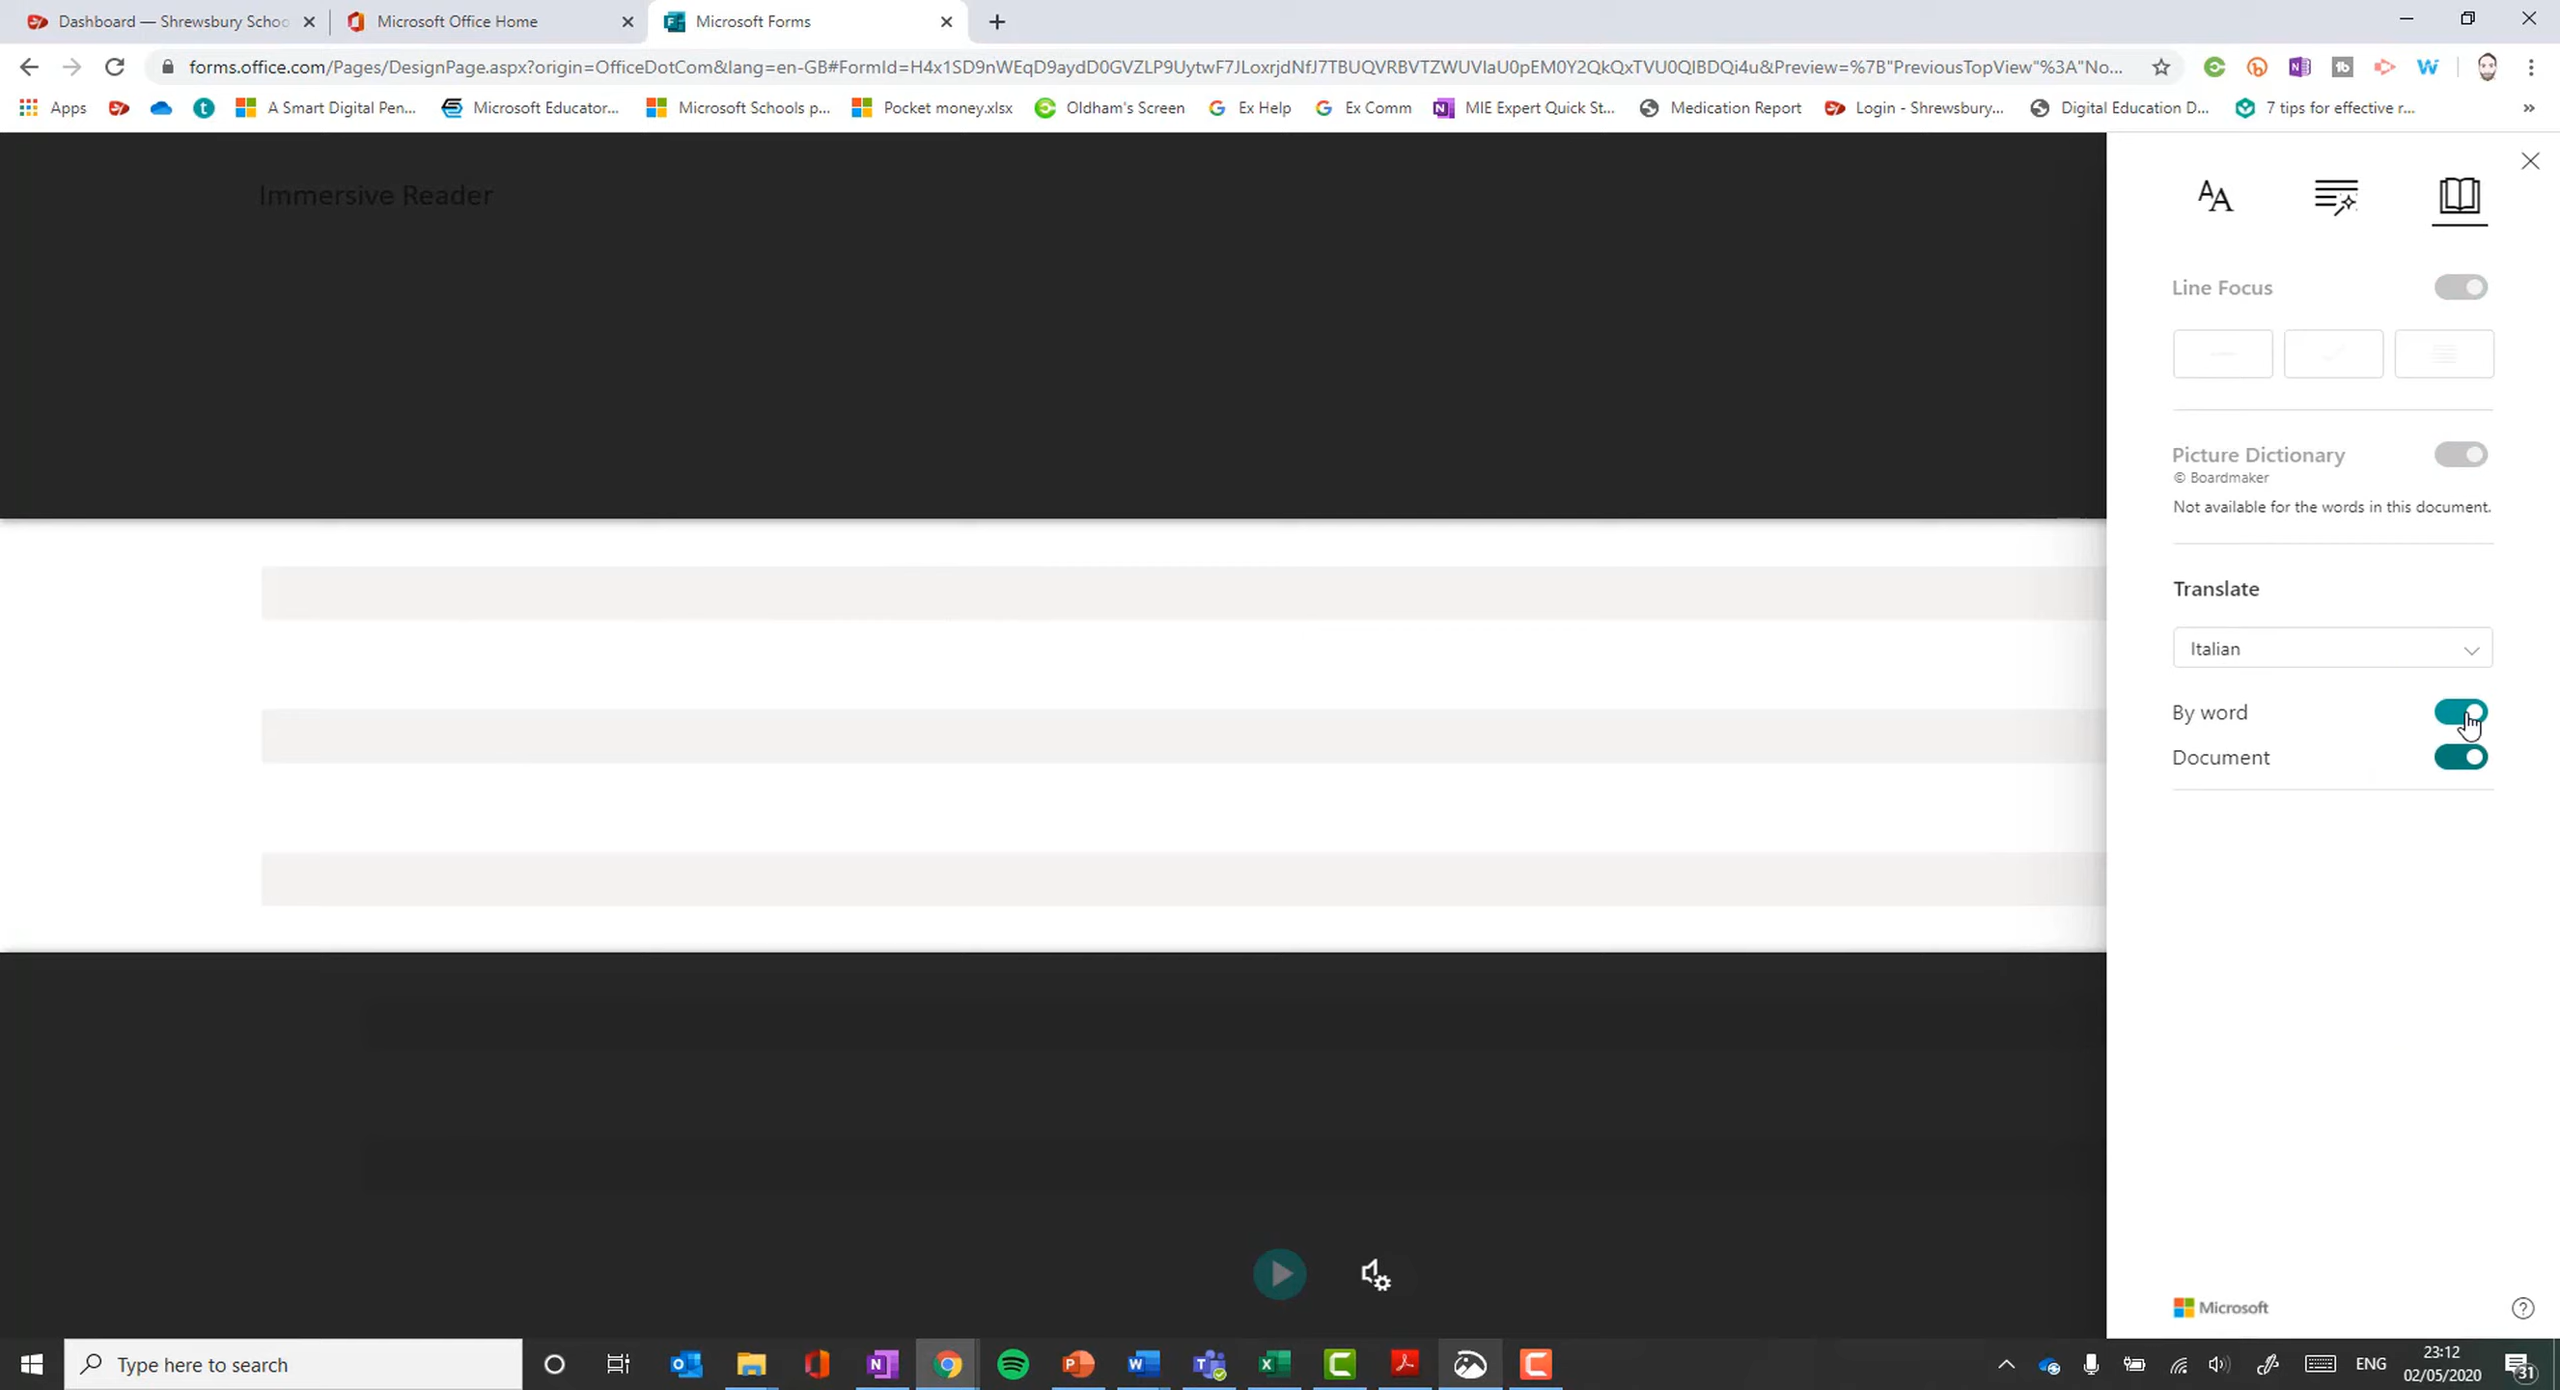 Dashboard — Shrewsbury Schoo
Microsoft Office Home
Microsoft Forms
forms.office.com/Pages/DesignPage.aspx?origin=OfficeDotCom&lang=en-GB#FormId=H4x1SD9nWEqD9aydD0GVZLP9UytwF7JLoxrjdNfJ7TBUQVRBVTZWUVlaU0pEM0Y2QkQxTVU0QlBDQi4u&Preview=%7B"PreviousTopView"%3A"No...
Apps
A Smart Digital Pen...
Microsoft Educator...
Microsoft Schools p...
Pocket money.xlsx
Oldham's Screen
Ex Help
Ex Comm
MIE Expert Quick St...
Medication Report
Login - Shrewsbury...
Digital Education D...
7 tips for effective r...
»
Immersive Reader
Line Focus
Picture Dictionary
© Boardmaker
Not available for the words in this document.
Translate
Italian
By word
Document
Microsoft
Type here to search
ENG
23:12
02/05/2020
31